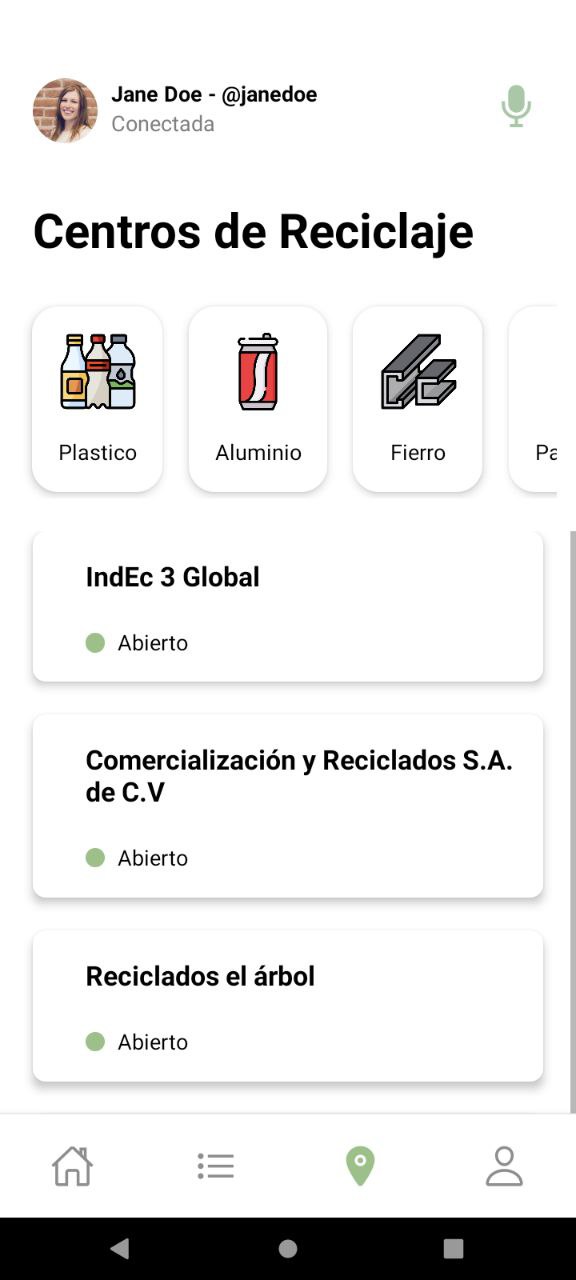 Jane Doe - @janedoe
Conectada
Centros de Reciclaje
Plastico
Aluminio
Fierro
Pa
IndEc 3 Global
Abierto
Comercialización y Reciclados S.A.
de C.V
Abierto
Reciclados el árbol
Abierto